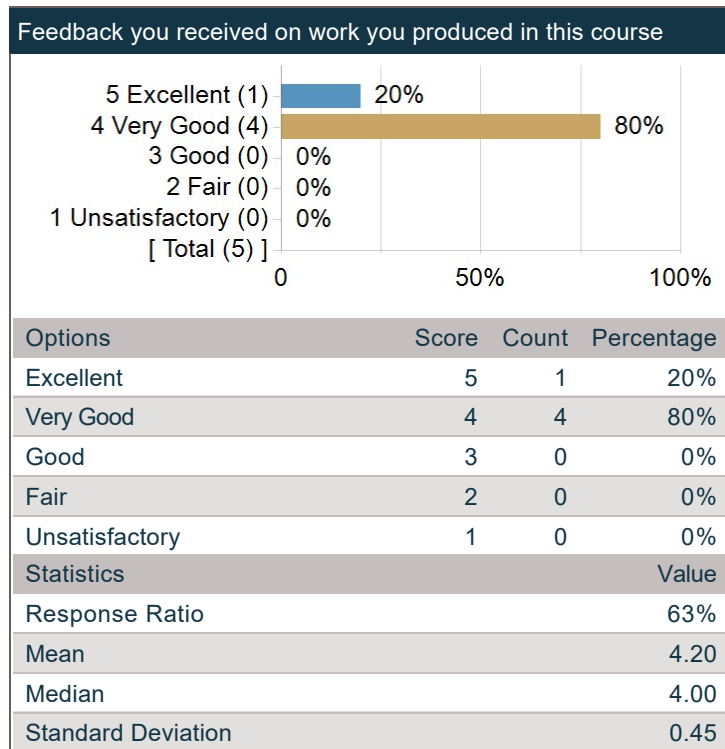 Feedback you received on work you produced in this course
5 Excellent (1) 20%
4 Very Good (4) 80%
3 Good (0) 0%
2 Fair (0) 0%
1 Unsatisfactory (0) 0%
[ Total (5) ]
0 50% 100%
Options Score Count Percentage
Excellent 5 1 20%
Very Good 4 4 80%
Good 3 0 0%
Fair 2 0 0%
Unsatisfactory 1 0 0%
Statistics Value
Response Ratio 63%
Mean 4.20
Median 4.00
Standard Deviation 0.45